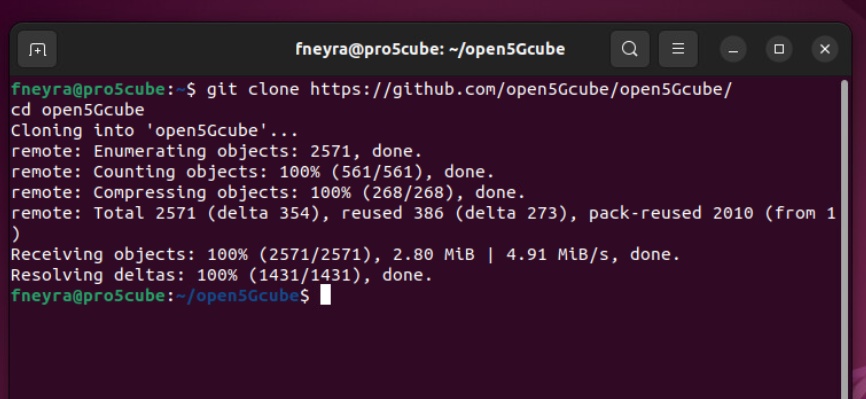 fneyra@pro5cube: ~/open5Gcube
fneyra@pro5cube:~$ git clone https://github.com/open5Gcube/open5Gcube/
cd open5Gcube
Cloning into 'open5Gcube'...
remote: Enumerating objects: 2571, done.
remote: Counting objects: 100% (561/561), done.
remote: Compressing objects: 100% (268/268), done.
remote: Total 2571 (delta 354), reused 386 (delta 273), pack-reused 2010 (from 1
)
Receiving objects: 100% (2571/2571), 2.80 MiB | 4.91 MiB/s, done.
Resolving deltas: 100% (1431/1431), done.
fneyra@pro5cube:~/open5Gcube$